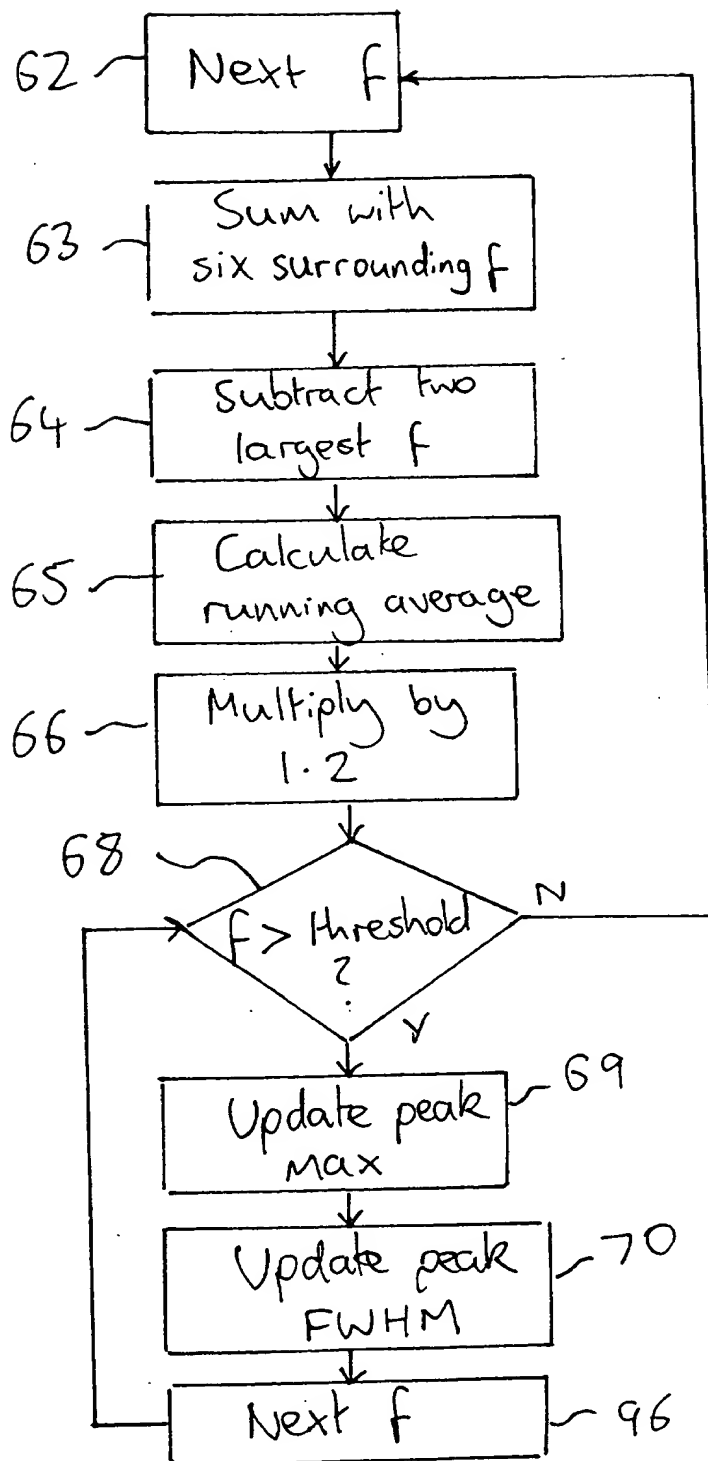 62
Next f
63
Sum with
six surrounding f
64
Subtract two
largest f
65
Calculate
running average
66
Multiply by
1.2
68
f > threshold
?
N
Y
69
Update peak
max
70
Update peak
FWHM
Next f
96